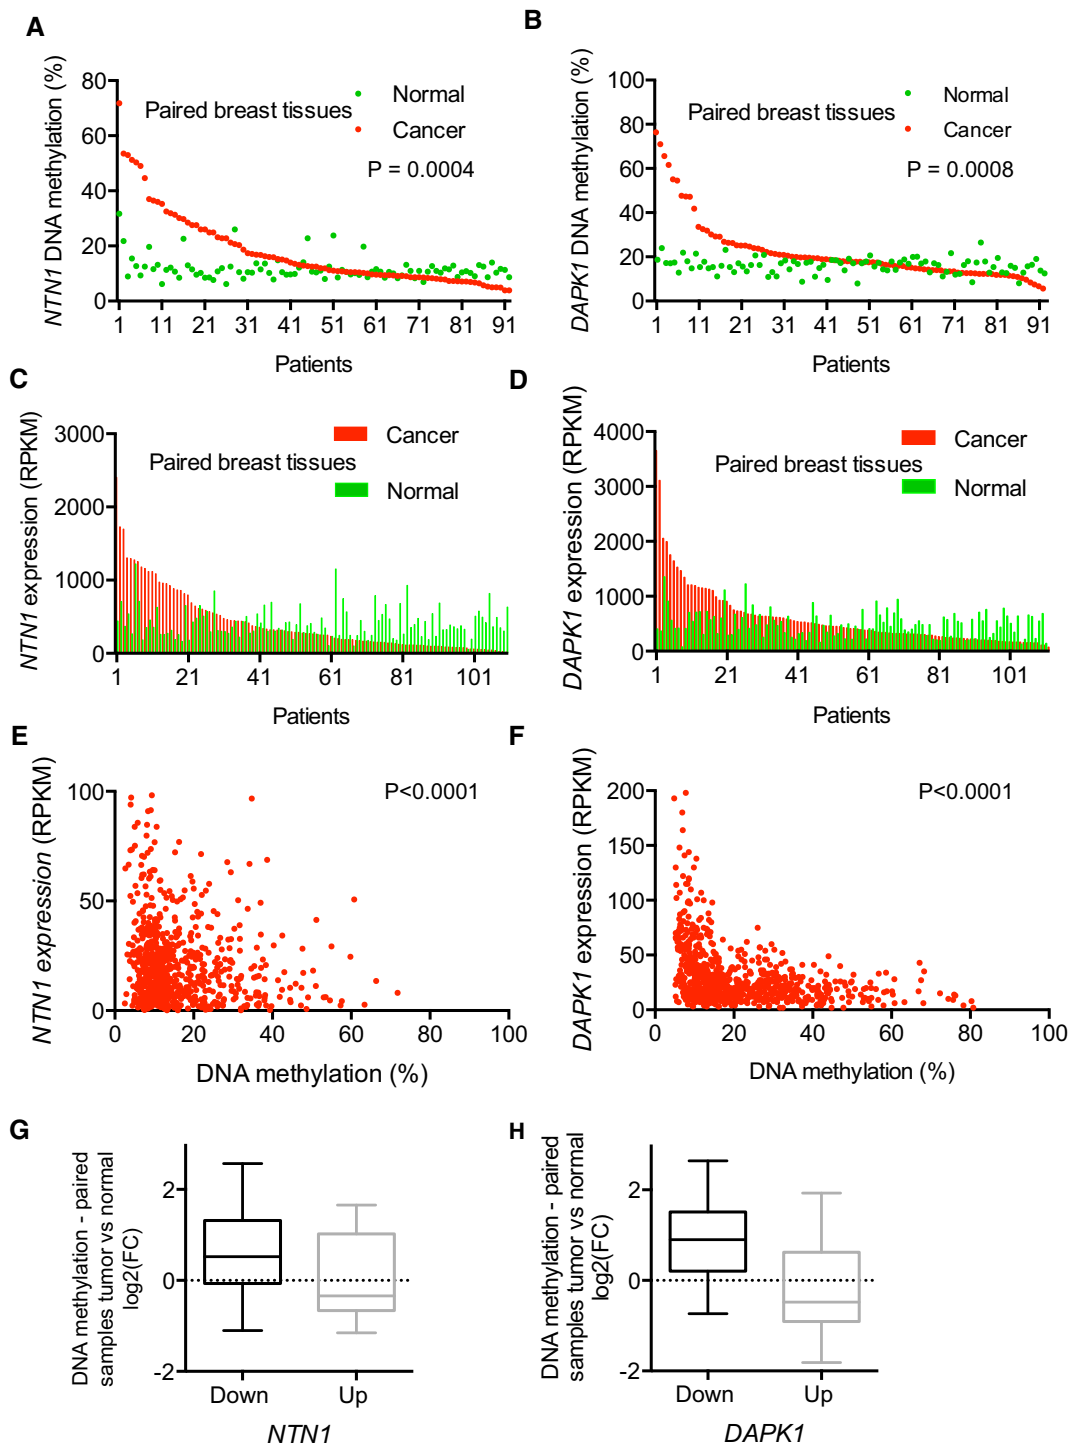 A
NTN1 DNA methylation (%)
80
60
40
20
0
Paired breast tissues
Normal
Cancer
P = 0.0004
1 11 21 31 41 51 61 71 81 91
Patients
B
DAPK1 DNA methylation (%)
100
80
60
40
20
0
Paired breast tissues
Normal
Cancer
P = 0.0008
1 11 21 31 41 51 61 71 81 91
Patients
C
NTN1 expression (RPKM)
3000
2000
1000
0
Paired breast tissues
Cancer
Normal
1 21 41 61 81 101
Patients
D
DAPK1 expression (RPKM)
4000
3000
2000
1000
0
Paired breast tissues
Cancer
Normal
1 21 41 61 81 101
Patients
E
NTN1 expression (RPKM)
100
50
0
P<0.0001
0 20 40 60 80 100
DNA methylation (%)
F
DAPK1 expression (RPKM)
200
150
100
50
0
P<0.0001
0 20 40 60 80 100
DNA methylation (%)
G
DNA methylation - paired
samples tumor vs normal
log2(FC)
2
0
-2
Down Up
NTN1
H
DNA methylation - paired
samples tumor vs normal
log2(FC)
2
0
-2
Down Up
DAPK1